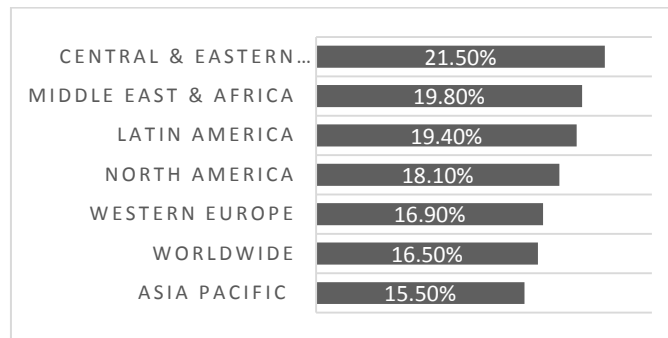 CENTRAL & EASTERN… 21.50%
MIDDLE EAST & AFRICA 19.80%
LATIN AMERICA 19.40%
NORTH AMERICA 18.10%
WESTERN EUROPE 16.90%
WORLDWIDE 16.50%
ASIA PACIFIC 15.50%